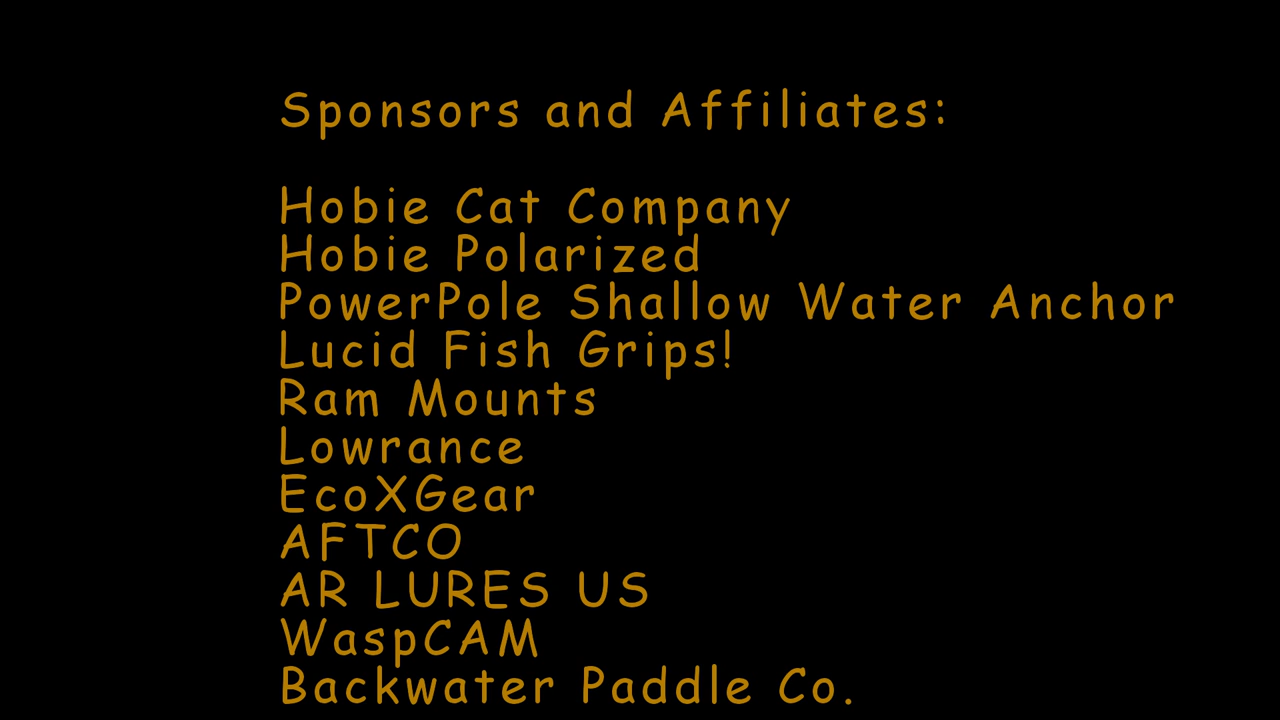 Sponsors and Affiliates:
Hobie Cat Company
Hobie Polarized
PowerPole Shallow Water Anchor
Lucid Fish Grips!
Ram Mounts
Lowrance
EcoXGear
AFTCO
AR LURES US
WaspCAM
Backwater Paddle Co.